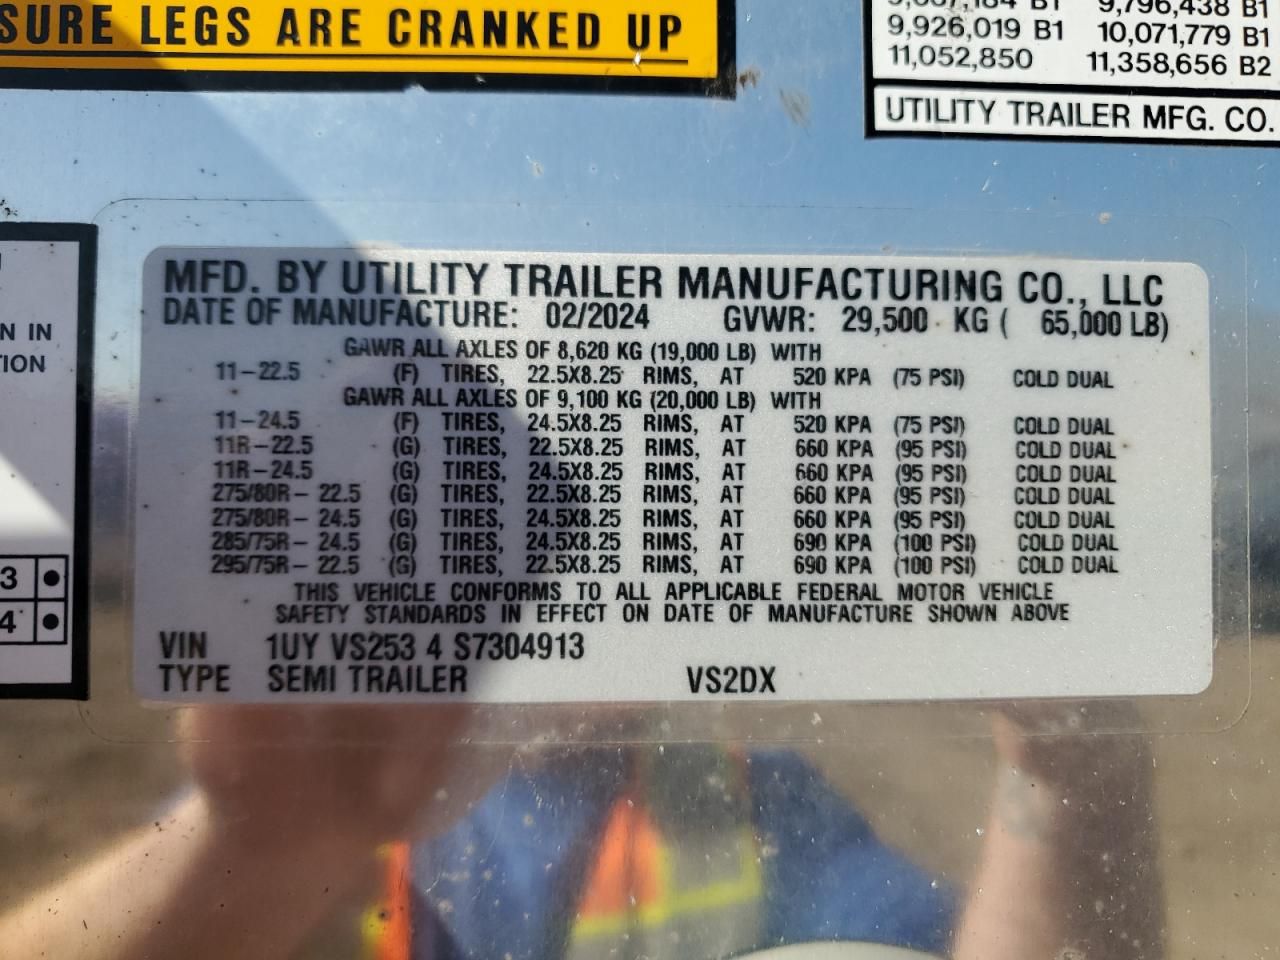 SURE LEGS ARE CRANKED UP
9,796,438 B1
9,926,019 B1 10,071,779 B1
11,052,850 11,358,656 B2
UTILITY TRAILER MFG. CO.
N IN
ION
3
4
MFD. BY UTILITY TRAILER MANUFACTURING CO., LLC
DATE OF MANUFACTURE: 02/2024 GVWR: 29,500 KG ( 65,000 LB)
GAWR ALL AXLES OF 8,620 KG (19,000 LB) WITH
11-22.5 (F) TIRES, 22.5X8.25 RIMS, AT 520 KPA (75 PSI) COLD DUAL
GAWR ALL AXLES OF 9,100 KG (20,000 LB) WITH
11-24.5 (F) TIRES, 24.5X8.25 RIMS, AT 520 KPA (75 PSI) COLD DUAL
11R-22.5 (G) TIRES, 22.5X8.25 RIMS, AT 660 KPA (95 PSI) COLD DUAL
11R-24.5 (G) TIRES, 24.5X8.25 RIMS, AT 660 KPA (95 PSI) COLD DUAL
275/80R- 22.5 (G) TIRES, 22.5X8.25 RIMS, AT 660 KPA (95 PSI) COLD DUAL
275/80R- 24.5 (G) TIRES, 24.5X8.25 RIMS, AT 660 KPA (95 PSI) COLD DUAL
285/75R- 24.5 (G) TIRES, 24.5X8.25 RIMS, AT 690 KPA (100 PSI) COLD DUAL
295/75R- 22.5 (G) TIRES, 22.5X8.25 RIMS, AT 690 KPA (100 PSI) COLD DUAL
THIS VEHICLE CONFORMS TO ALL APPLICABLE FEDERAL MOTOR VEHICLE
SAFETY STANDARDS IN EFFECT ON DATE OF MANUFACTURE SHOWN ABOVE
VIN 1UY VS253 4 S7304913
TYPE SEMI TRAILER VS2DX